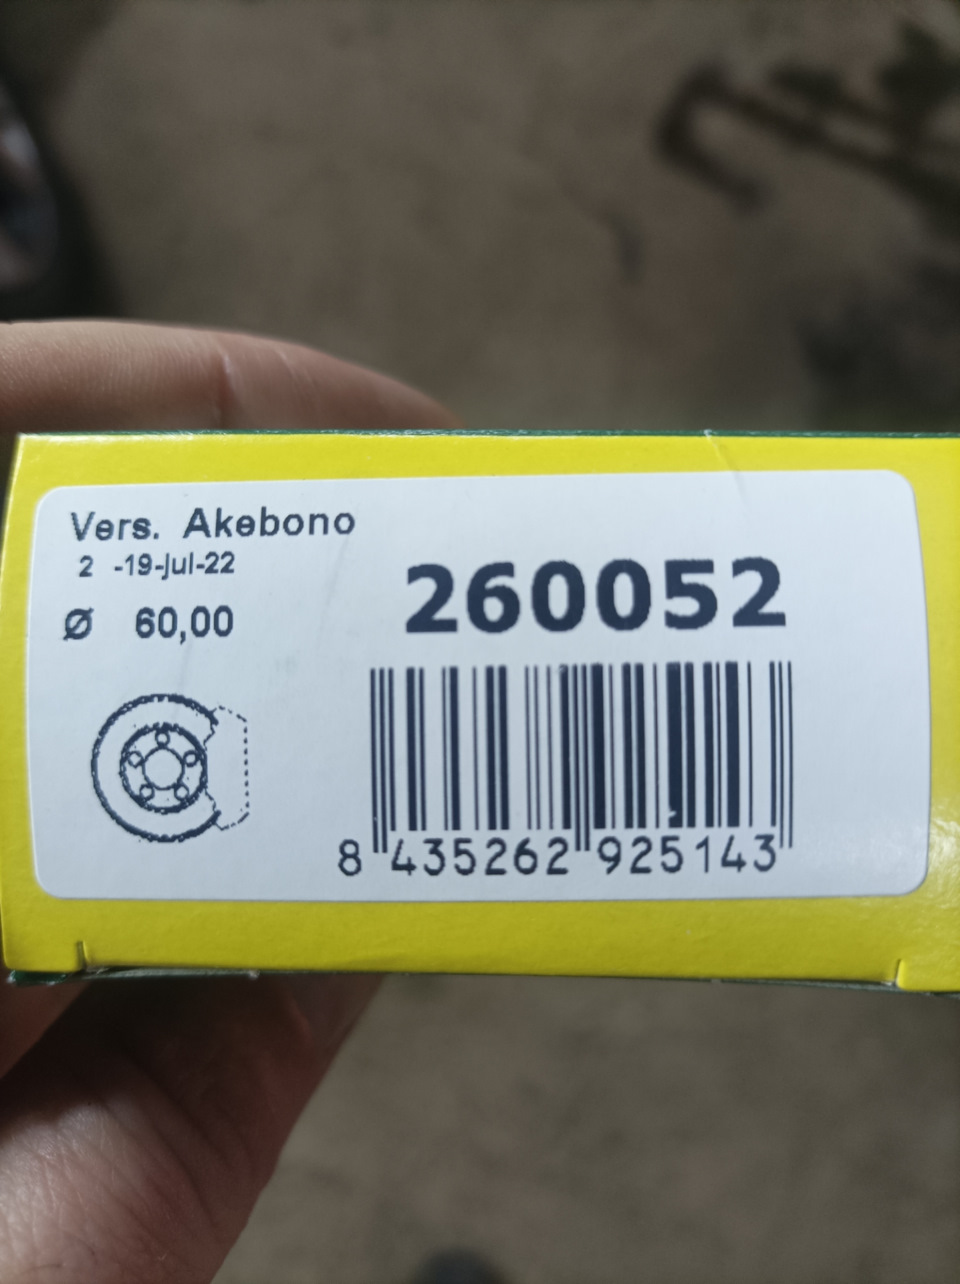 Vers. Akebono
2 -19-Jul-22
Ø 60,00
260052
8 435262 925143